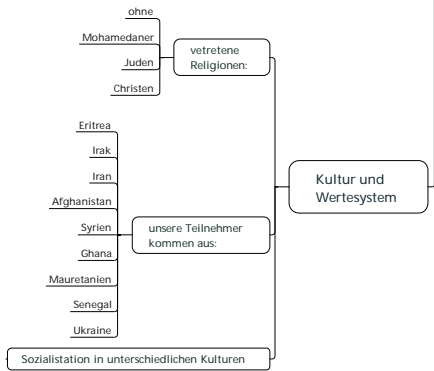 ohne
Mohamedaner
Juden
Christen
vetretene
Religionen:
Eritrea
Irak
Iran
Afghanistan
Syrien
Ghana
Mauretanien
Senegal
Ukraine
unsere Teilnehmer
kommen aus:
Kultur und
Wertesystem
Sozialistation in unterschiedlichen Kulturen